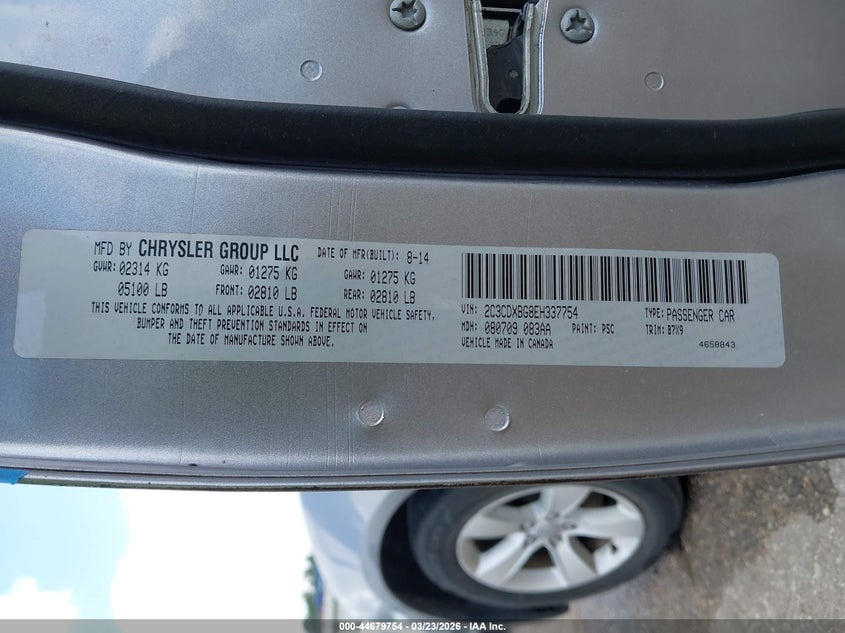 MFD BY CHRYSLER GROUP LLC DATE OF MFR(BUILT): 8-14
GVWR: 02314 KG GAWR: 01275 KG GAWR: 01275 KG
05100 LB FRONT: 02810 LB REAR: 02810 LB
THIS VEHICLE CONFORMS TO ALL APPLICABLE U.S.A. FEDERAL MOTOR VEHICLE SAFETY,
BUMPER AND THEFT PREVENTION STANDARDS IN EFFECT ON
THE DATE OF MANUFACTURE SHOWN ABOVE.
VIN: 2C3CDXBG8EH337754 TYPE: PASSENGER CAR
MDH: 080709 083AA PAINT: PSC TRIM: B7X9
VEHICLE MADE IN CANADA 4658843
000-44679754 — 03/23/2026 — IAA Inc.